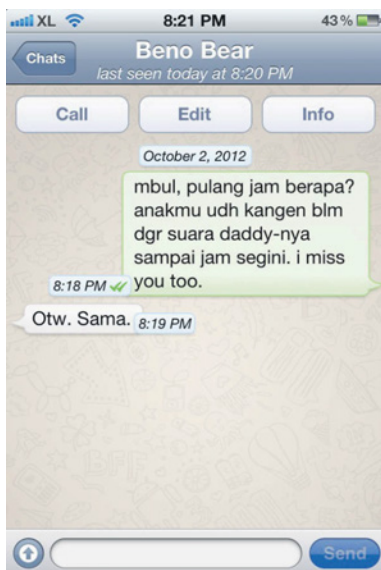 XL 8:21 PM 43 %
Chats Beno Bear
last seen today at 8:20 PM
Call Edit Info
October 2, 2012
mbul, pulang jam berapa?
anakmu udh kangen blm
dgr suara daddy-nya
sampai jam segini. i miss
8:18 PM you too.
Otw. Sama. 8:19 PM
Send